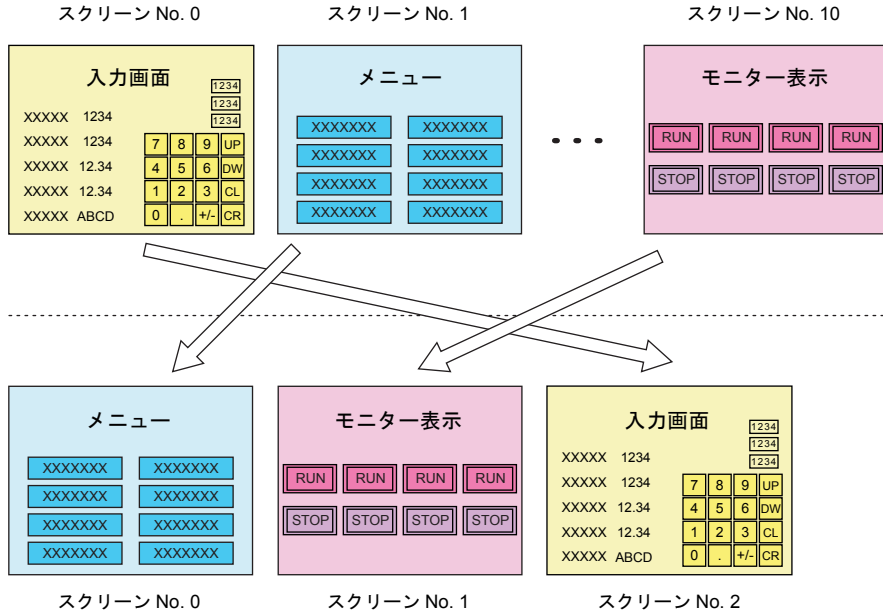 スクリーン No. 0
スクリーン No. 1
スクリーン No. 10
入力画面
1234
1234
1234
XXXXX 1234
XXXXX 1234
XXXXX 12.34
XXXXX 12.34
XXXXX ABCD
7 8 9 UP
4 5 6 DW
1 2 3 CL
0 . +/- CR
メニュー
XXXXXXX XXXXXXX
XXXXXXX XXXXXXX
XXXXXXX XXXXXXX
XXXXXXX XXXXXXX
モニター表示
RUN RUN RUN RUN
STOP STOP STOP STOP
メニュー
XXXXXXX XXXXXXX
XXXXXXX XXXXXXX
XXXXXXX XXXXXXX
XXXXXXX XXXXXXX
モニター表示
RUN RUN RUN RUN
STOP STOP STOP STOP
入力画面
1234
1234
1234
XXXXX 1234
XXXXX 1234
XXXXX 12.34
XXXXX 12.34
XXXXX ABCD
7 8 9 UP
4 5 6 DW
1 2 3 CL
0 . +/- CR
スクリーン No. 0
スクリーン No. 1
スクリーン No. 2